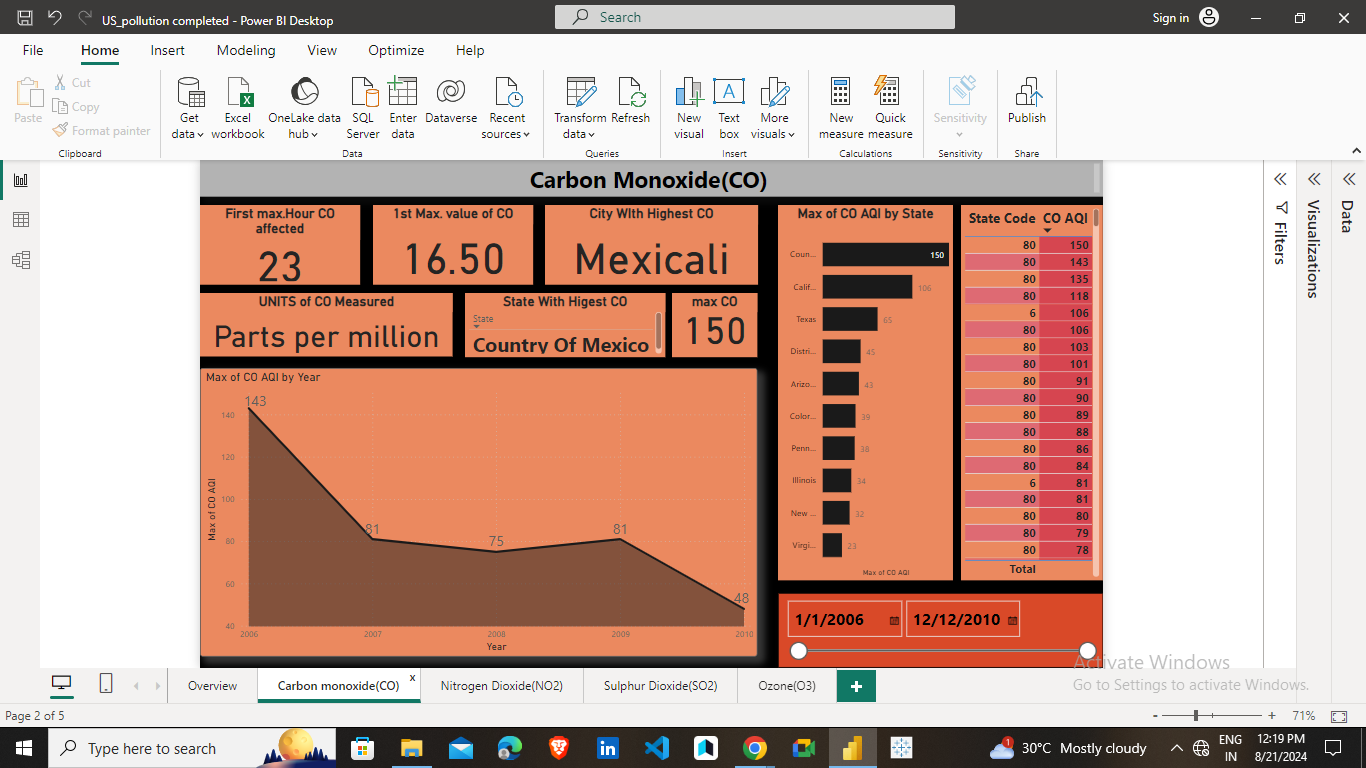 US_pollution completed - Power BI Desktop
Search
Sign in
File
Home
Insert
Modeling
View
Optimize
Help
Paste
Cut
Copy
Format painter
Clipboard
Get data
Excel workbook
OneLake data hub
SQL Server
Enter data
Dataverse
Recent sources
Data
Transform data
Refresh
Queries
New visual
Text box
More visuals
Insert
New measure
Quick measure
Calculations
Sensitivity
Sensitivity
Publish
Share
Carbon Monoxide(CO)
First max.Hour CO
affected
23
1st Max. value of CO
16.50
City WIth Highest CO
Mexicali
UNITS of CO Measured
Parts per million
State With Higest CO
State
Country Of Mexico
max CO
150
Max of CO AQI by Year
Max of CO AQI
140
120
100
80
60
40
143
81
75
81
48
2006
2007
2008
2009
2010
Year
Max of CO AQI by State
Coun... 150
Calif... 106
Texas 65
Distri... 45
Arizo... 43
Color... 39
Penn... 38
Illinois 34
New ... 32
Virgi... 23
Max of CO AQI
State Code CO AQI
80 150
80 143
80 135
80 118
6 106
80 106
80 103
80 101
80 91
80 90
80 89
80 88
80 86
80 84
6 81
80 81
80 80
80 79
80 78
Total
1/1/2006
12/12/2010
Filters
Visualizations
Data
Activate Windows
Go to Settings to activate Windows.
Overview
Carbon monoxide(CO)
x
Nitrogen Dioxide(NO2)
Sulphur Dioxide(SO2)
Ozone(O3)
+
Page 2 of 5
- + 71%
Type here to search
1
30°C Mostly cloudy
ENG
IN
12:19 PM
8/21/2024